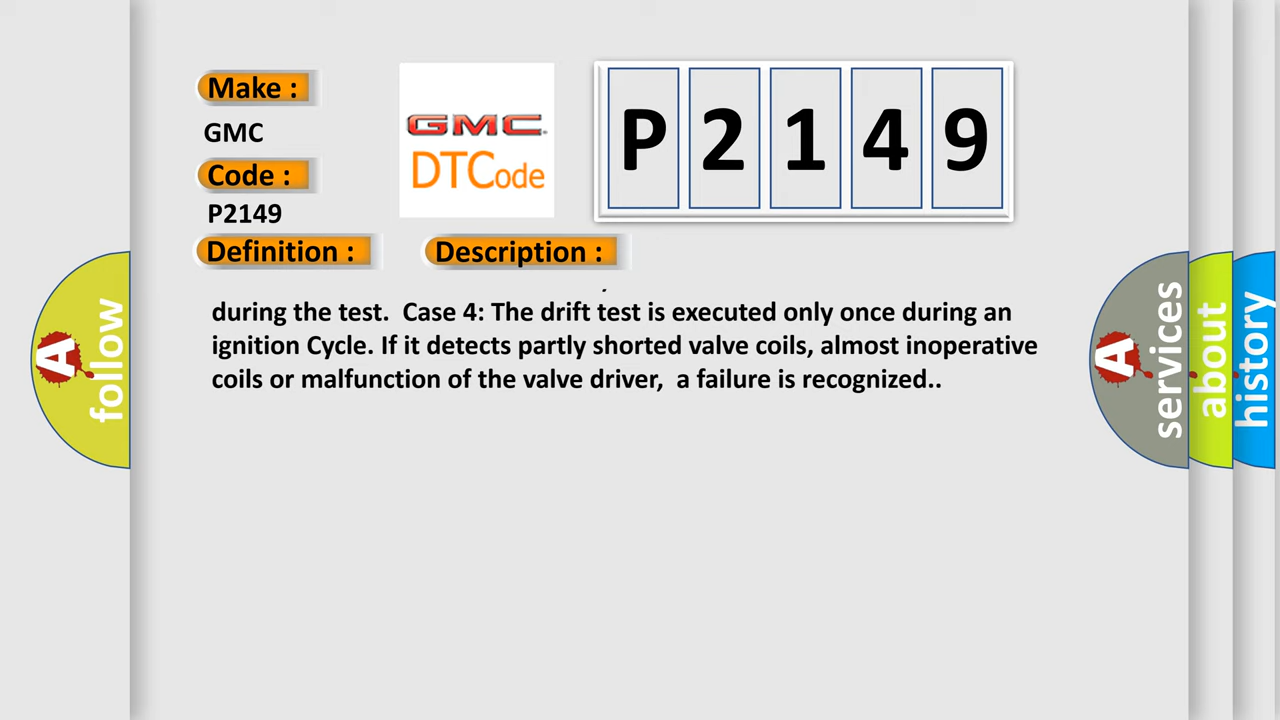 Make :
GMC
Code :
P2149
Definition :
Description :
GMC
DTCode
P 2 1 4 9
during the test. Case 4: The drift test is executed only once during an
ignition Cycle. If it detects partly shorted valve coils, almost inoperative
coils or malfunction of the valve driver, a failure is recognized..
A follow
A services
about
history